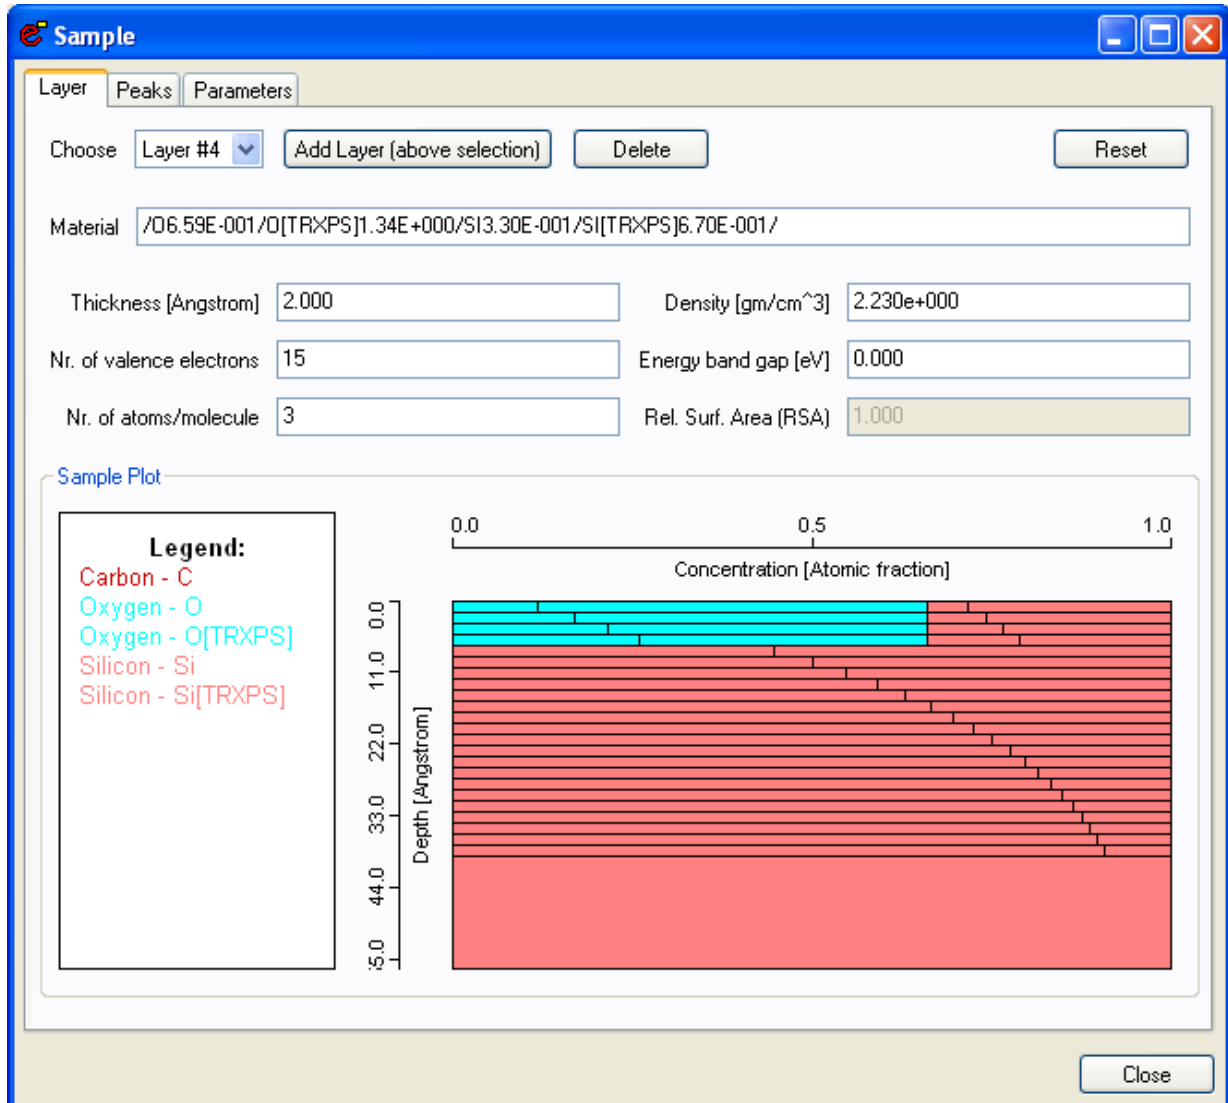 Sample
Layer Peaks Parameters
Choose Layer #4 Add Layer (above selection) Delete Reset
Material /O6.59E-001/O[TRXPS]1.34E+000/SI3.30E-001/SI[TRXPS]6.70E-001/
Thickness [Angstrom] 2.000 Density [gm/cm^3] 2.230e+000
Nr. of valence electrons 15 Energy band gap [eV] 0.000
Nr. of atoms/molecule 3 Rel. Surf. Area (RSA) 1.000
Sample Plot
Legend:
Carbon - C
Oxygen - O
Oxygen - O[TRXPS]
Silicon - Si
Silicon - Si[TRXPS]
0.0 0.5 1.0
Concentration [Atomic fraction]
0.0
11.0
22.0
33.0
44.0
5.0
Depth [Angstrom]
Close